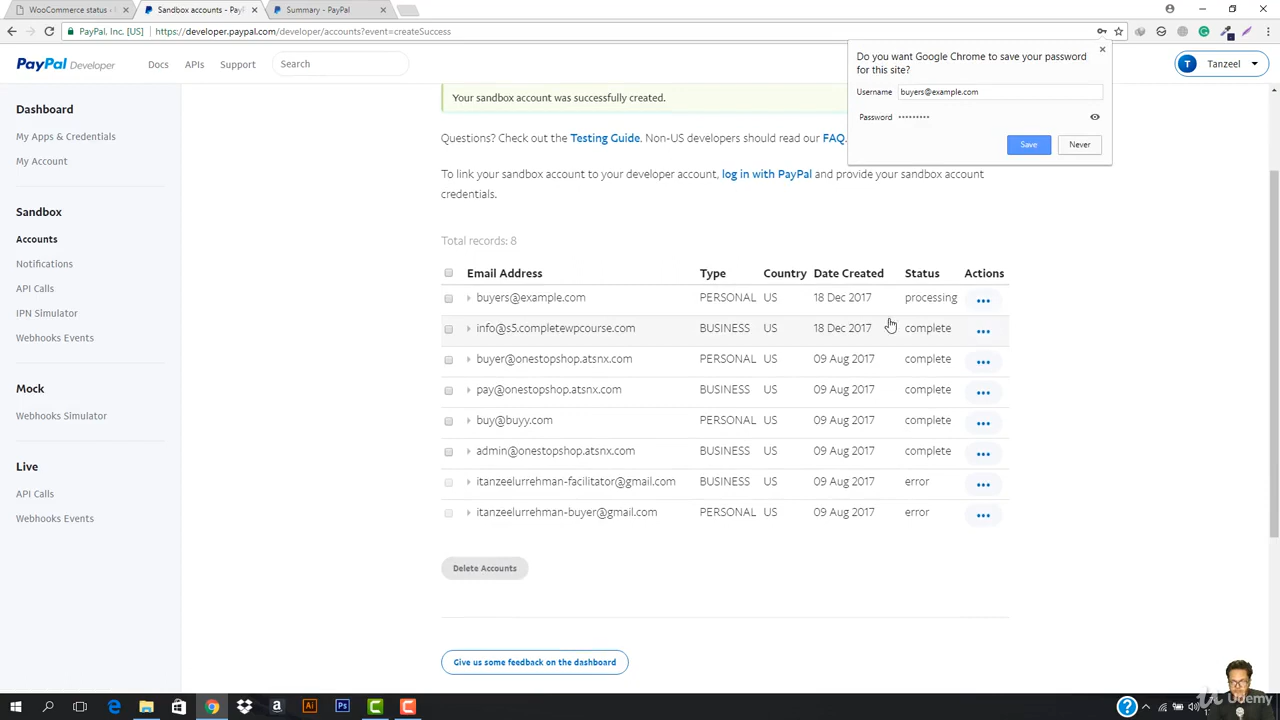 WooCommerce status -
Sandbox accounts - PayP
Summary - PayPal
PayPal, Inc. [US]
https://developer.paypal.com/developer/accounts?event=createSuccess
PayPal Developer
Docs
APIs
Support
Search
T
Tanzeel
Do you want Google Chrome to save your password
for this site?
Username
buyers@example.com
Password
•••••••••
Save
Never
Dashboard
My Apps & Credentials
My Account
Sandbox
Accounts
Notifications
API Calls
IPN Simulator
Webhooks Events
Mock
Webhooks Simulator
Live
API Calls
Webhooks Events
Your sandbox account was successfully created.
Questions? Check out the Testing Guide. Non-US developers should read our FAQ.
To link your sandbox account to your developer account, log in with PayPal and provide your sandbox account
credentials.
Total records: 8
Email Address Type Country Date Created Status Actions
buyers@example.com PERSONAL US 18 Dec 2017 processing
info@s5.completewpcourse.com BUSINESS US 18 Dec 2017 complete
buyer@onestopshop.atsnx.com PERSONAL US 09 Aug 2017 complete
pay@onestopshop.atsnx.com BUSINESS US 09 Aug 2017 complete
buy@buyy.com PERSONAL US 09 Aug 2017 complete
admin@onestopshop.atsnx.com BUSINESS US 09 Aug 2017 complete
itanzeelurrehman-facilitator@gmail.com BUSINESS US 09 Aug 2017 error
itanzeelurrehman-buyer@gmail.com PERSONAL US 09 Aug 2017 error
Delete Accounts
Give us some feedback on the dashboard
Udemy